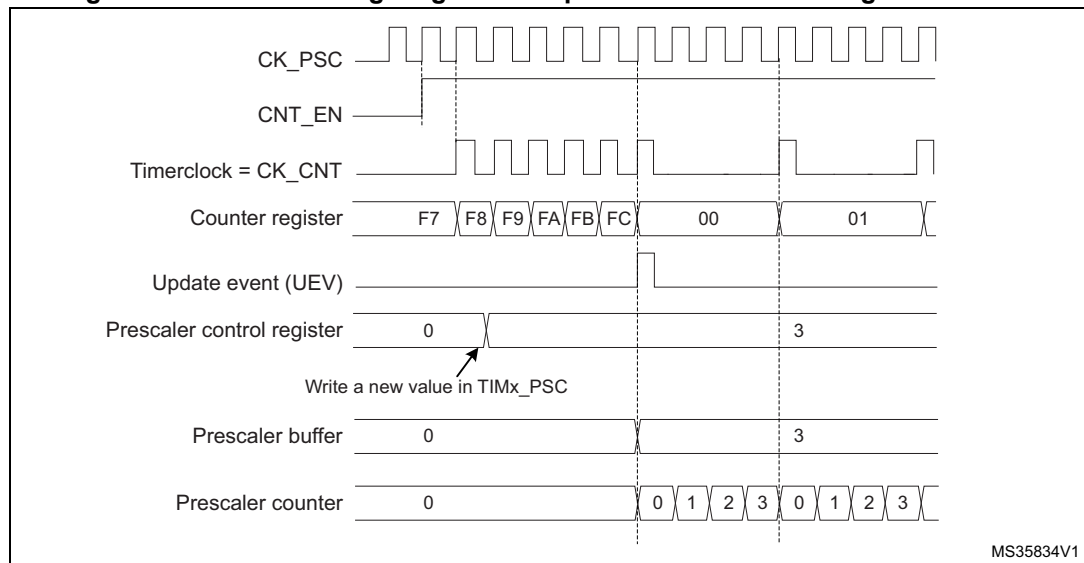 CK_PSC
CNT_EN
Timerclock = CK_CNT
Counter register F7 F8 F9 FA FB FC 00 01
Update event (UEV)
Prescaler control register 0 3
Write a new value in TIMx_PSC
Prescaler buffer 0 3
Prescaler counter 0 0 1 2 3 0 1 2 3
MS35834V1